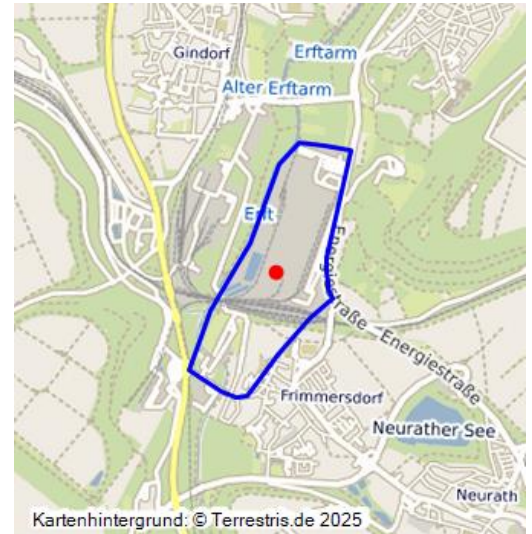 Gindorf
Erftarm
Alter Erftarm
Erft
Energiestraße - Energiestraße
Frimmersdorf
Neurather See
Neurath
Kartenhintergrund: © Terrestris.de 2025